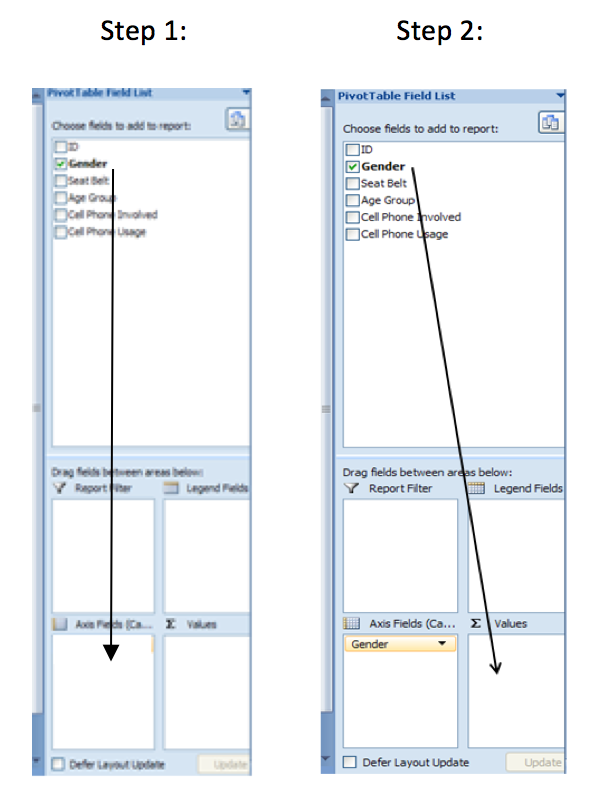 Step 1:
PivotTable Field List
Choose fields to add to report:
ID
Gender
Seat Belt
Age Group
Cell Phone Involved
Cell Phone Usage
Drag fields between areas below:
Report Filter
Legend Fields
Axis Fields (Ca...
Σ Values
Defer Layout Update
Update
Step 2:
PivotTable Field List
Choose fields to add to report:
ID
Gender
Seat Belt
Age Group
Cell Phone Involved
Cell Phone Usage
Drag fields between areas below:
Report Filter
Legend Fields
Axis Fields (Ca...
Σ Values
Gender
Defer Layout Update
Update